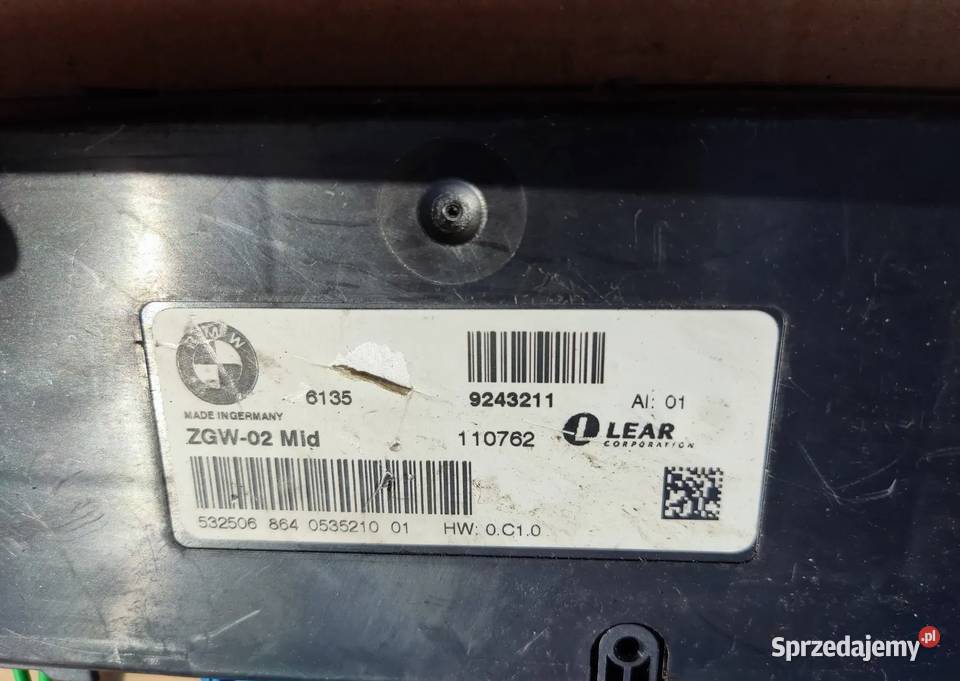 BMW
6135
9243211
AI: 01
MADE IN GERMANY
ZGW-02 Mid
110762
LEAR
CORPORATION
532506 864 0535210 01
HW: 0.C1.0
Sprzedajemy.pl